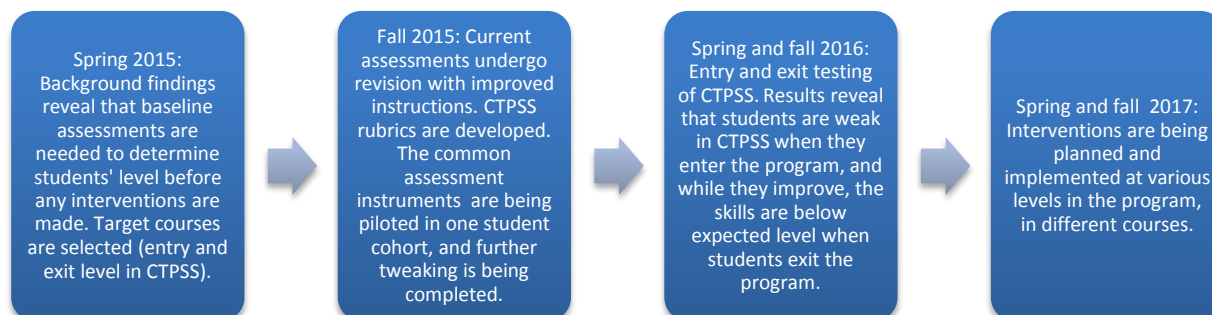 Spring 2015:
Background findings
reveal that baseline
assessments are
needed to determine
students' level before
any interventions are
made. Target courses
are selected (entry and
exit level in CTPSS).
Fall 2015: Current
assessments undergo
revision with improved
instructions. CTPSS
rubrics are developed.
The common
assessment
instruments are being
piloted in one student
cohort, and further
tweaking is being
completed.
Spring and fall 2016:
Entry and exit testing
of CTPSS. Results reveal
that students are weak
in CTPSS when they
enter the program, and
while they improve, the
skills are below
expected level when
students exit the
program.
Spring and fall 2017:
Interventions are being
planned and
implemented at various
levels in the program,
in different courses.